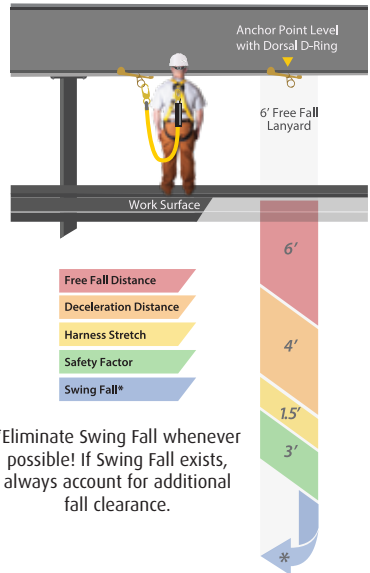 Anchor Point Level
with Dorsal D-Ring
6' Free Fall
Lanyard
Work Surface
6'
Free Fall Distance
Deceleration Distance
4'
Harness Stretch
Safety Factor
1.5'
Swing Fall*
3'
*Eliminate Swing Fall whenever
possible! If Swing Fall exists,
always account for additional
fall clearance.
*